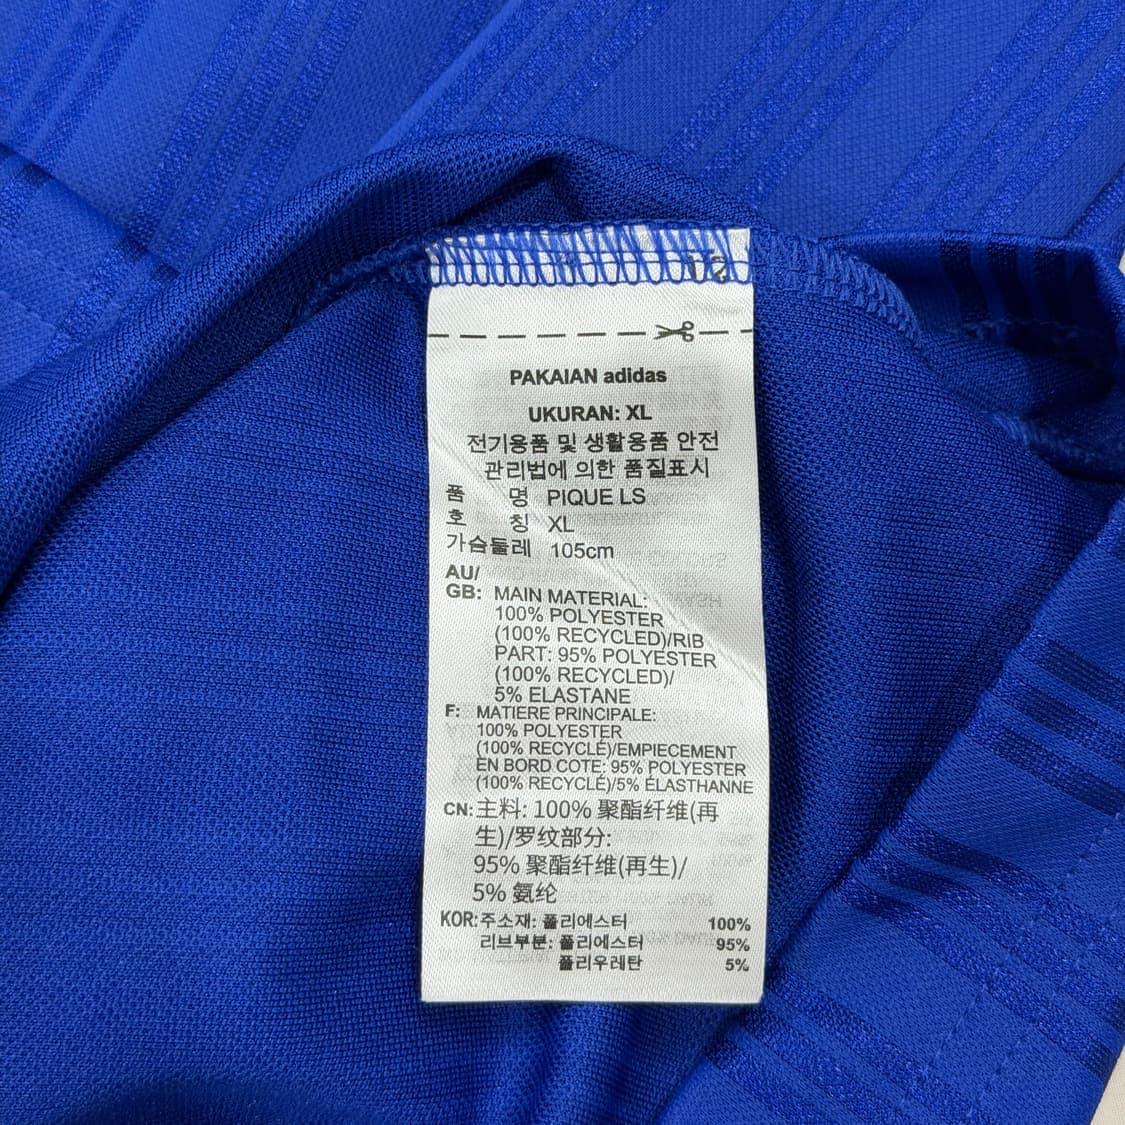 12
PAKAIAN adidas
UKURAN: XL
전기용품 및 생활용품 안전
관리법에 의한 품질표시
품 명 PIQUE LS
호 칭 XL
가슴둘레 105cm
AU/
GB: MAIN MATERIAL:
100% POLYESTER
(100% RECYCLED)/RIB
PART: 95% POLYESTER
(100% RECYCLED)/
5% ELASTANE
F: MATIERE PRINCIPALE:
100% POLYESTER
(100% RECYCLÉ)/EMPIECEMENT
EN BORD COTE: 95% POLYESTER
(100% RECYCLÉ)/5% ÉLASTHANNE
CN: 主料: 100% 聚酯纤维(再
生)/罗纹部分:
95% 聚酯纤维(再生)/
5% 氨纶
KOR: 주소재: 폴리에스터 100%
리브부분: 폴리에스터 95%
폴리우레탄 5%